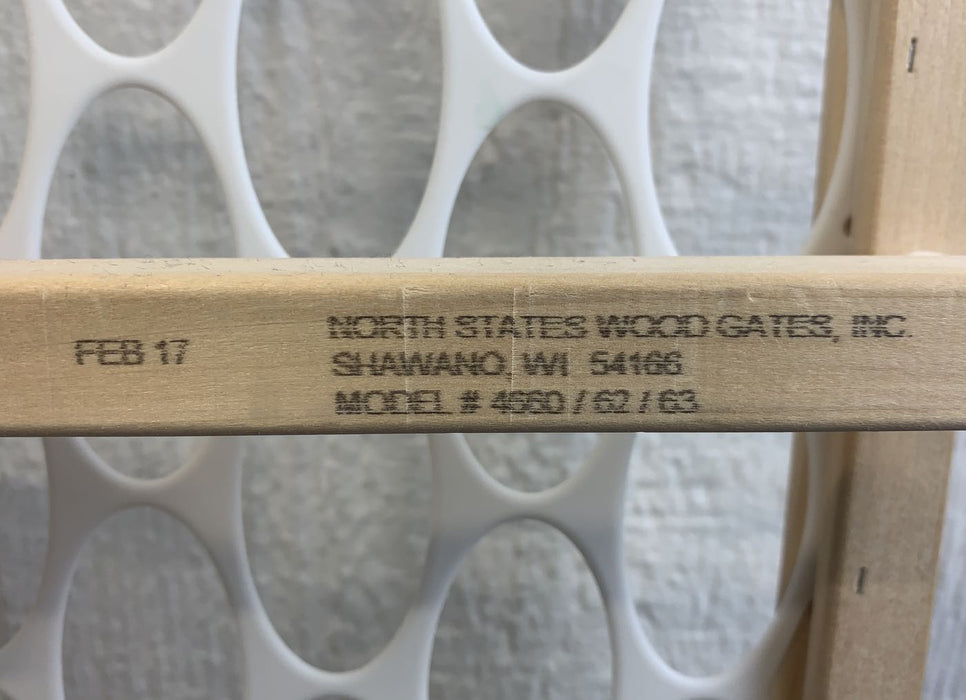 FEB 17
NORTH STATES WOOD GATES, INC.
SHAWANO, WI 54166
MODEL # 4660 / 62 / 63